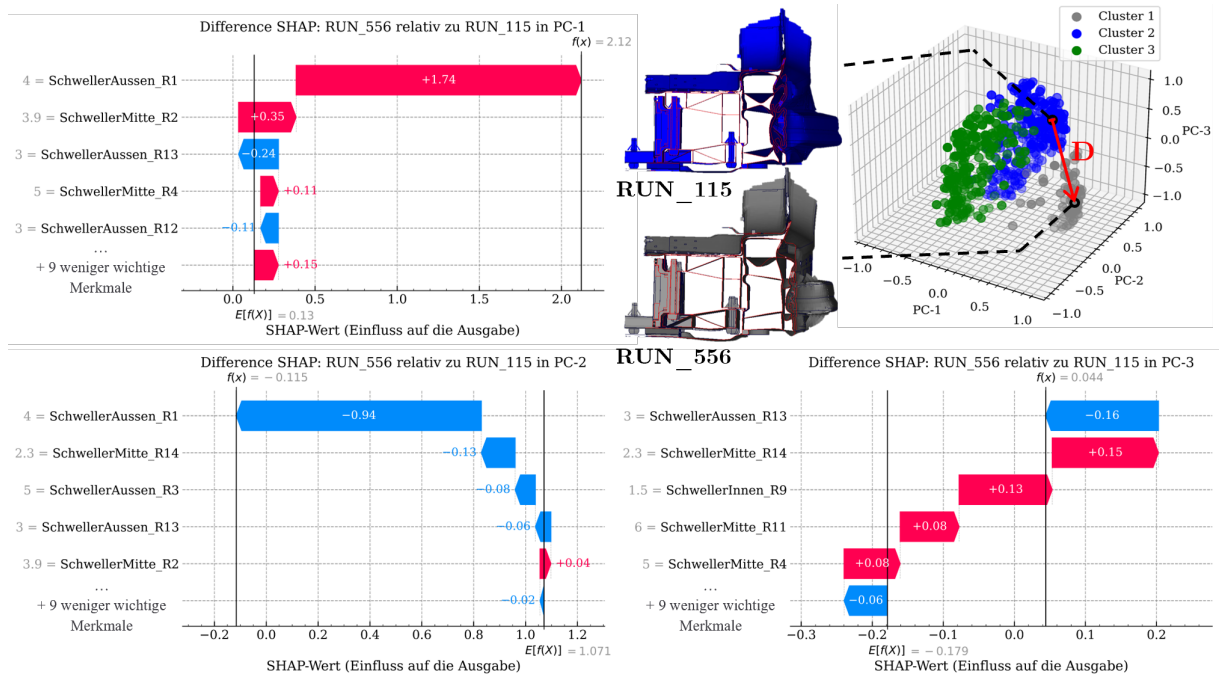 Difference SHAP: RUN_556 relativ zu RUN_115 in PC-1
f(x) = 2.12
4 = SchwellerAussen_R1
+1.74
3.9 = SchwellerMitte_R2
+0.35
3 = SchwellerAussen_R13
−0.24
5 = SchwellerMitte_R4
+0.11
3 = SchwellerAussen_R12
−0.11
...
+ 9 weniger wichtige
Merkmale
+0.15
0.0 0.5 1.0 1.5 2.0
E[f(X)] = 0.13
SHAP-Wert (Einfluss auf die Ausgabe)
RUN_115
RUN_556
Cluster 1
Cluster 2
Cluster 3
D
1.0
0.5
0.0
−0.5
−1.0
PC-3
−1.0 −0.5 0.0 0.5 1.0
PC-1
−1.0 −0.5 0.0 0.5 1.0
PC-2
Difference SHAP: RUN_556 relativ zu RUN_115 in PC-2
f(x) = −0.115
4 = SchwellerAussen_R1
−0.94
2.3 = SchwellerMitte_R14
−0.13
5 = SchwellerAussen_R3
−0.08
3 = SchwellerAussen_R13
−0.06
3.9 = SchwellerMitte_R2
+0.04
...
+ 9 weniger wichtige
Merkmale
−0.02
−0.2 0.0 0.2 0.4 0.6 0.8 1.0 1.2
E[f(X)] = 1.071
SHAP-Wert (Einfluss auf die Ausgabe)
Difference SHAP: RUN_556 relativ zu RUN_115 in PC-3
f(x) = 0.044
3 = SchwellerAussen_R13
−0.16
2.3 = SchwellerMitte_R14
+0.15
1.5 = SchwellerInnen_R9
+0.13
6 = SchwellerMitte_R11
+0.08
5 = SchwellerMitte_R4
+0.08
...
+ 9 weniger wichtige
Merkmale
−0.06
−0.3 −0.2 −0.1 0.0 0.1 0.2
E[f(X)] = −0.179
SHAP-Wert (Einfluss auf die Ausgabe)